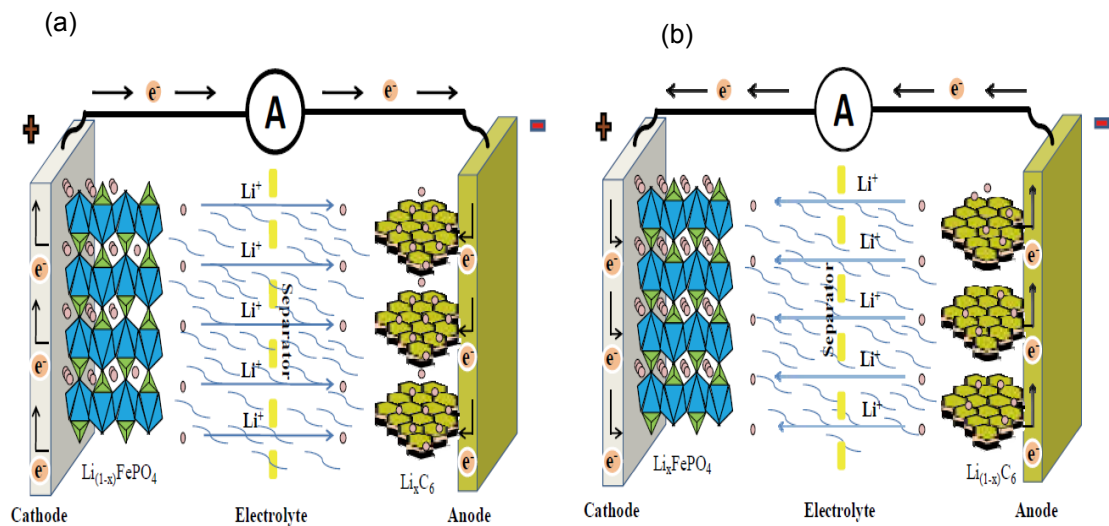 (a)
e⁻ e⁻
A
+ -
Li⁺
Li⁺
Li⁺
Li⁺
Li⁺
Separator
e⁻
e⁻
e⁻
e⁻
e⁻
e⁻
Li₍₁₋ₓ₎FePO₄
LiₓC₆
Cathode Electrolyte Anode
(b)
e⁻ e⁻
A
+ -
Li⁺
Li⁺
Li⁺
Li⁺
Li⁺
Separator
e⁻
e⁻
e⁻
e⁻
e⁻
e⁻
LiₓFePO₄
Li₍₁₋ₓ₎C₆
Cathode Electrolyte Anode